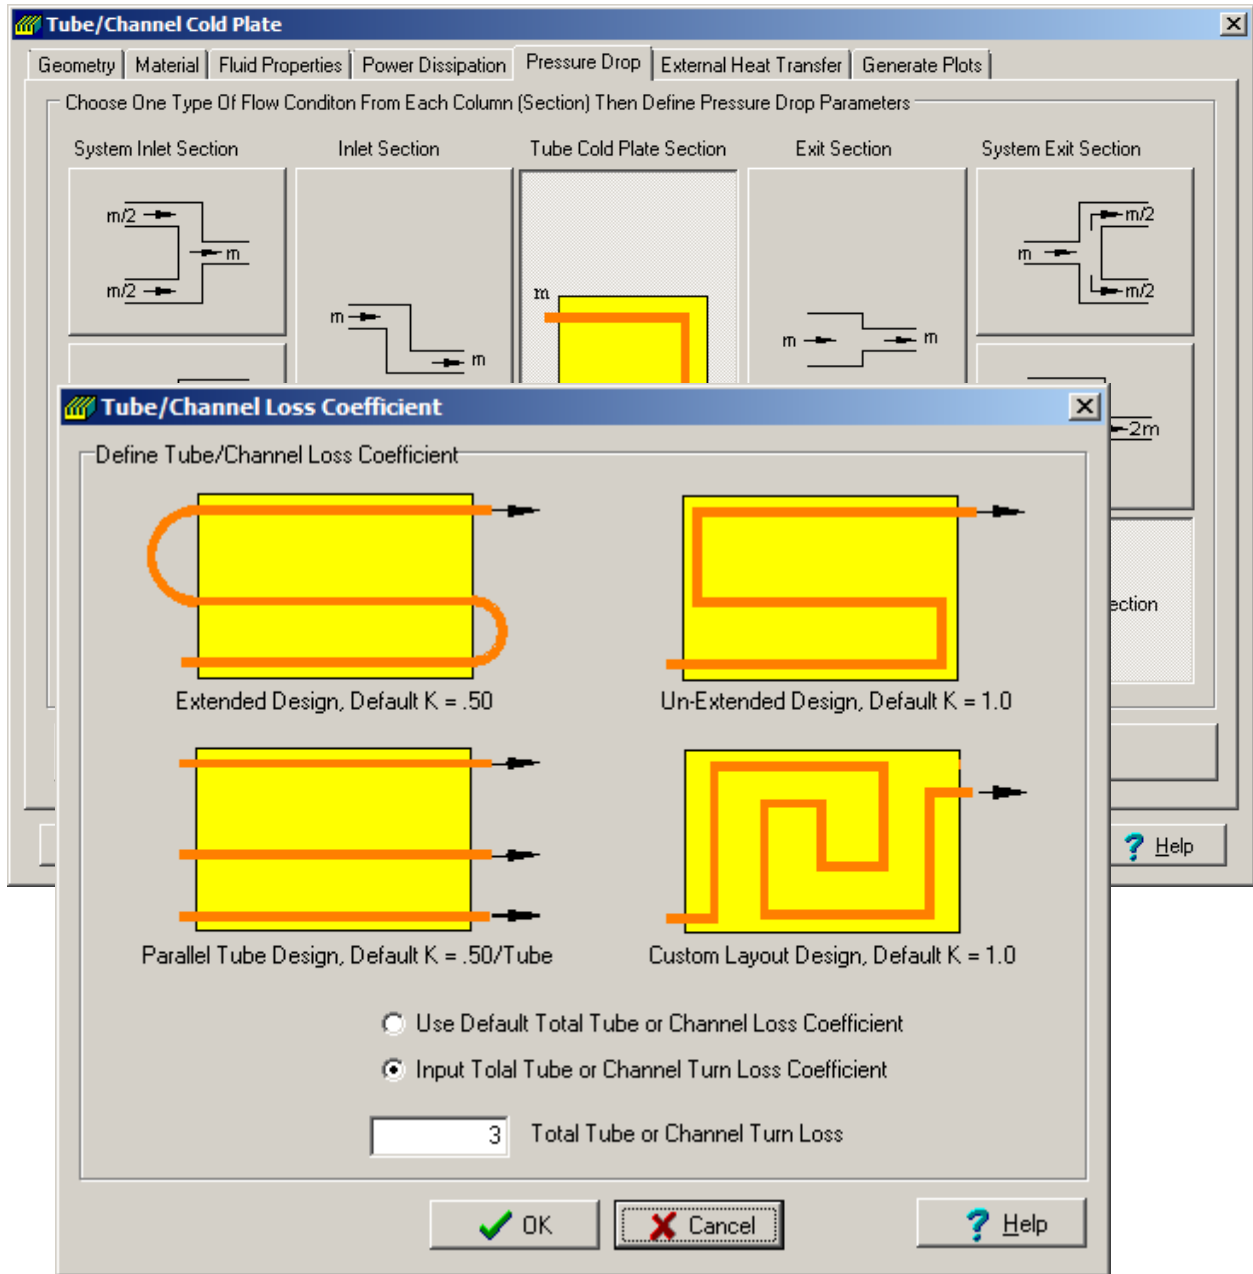 Tube/Channel Cold Plate
Geometry Material Fluid Properties Power Dissipation Pressure Drop External Heat Transfer Generate Plots
Choose One Type Of Flow Conditon From Each Column (Section) Then Define Pressure Drop Parameters
System Inlet Section Inlet Section Tube Cold Plate Section Exit Section System Exit Section
m/2 m/2
m m
m/2 m m/2
m m m
m
2m
Tube/Channel Loss Coefficient
Define Tube/Channel Loss Coefficient
ection
Extended Design, Default K = .50 Un-Extended Design, Default K = 1.0
Help
Parallel Tube Design, Default K = .50/Tube Custom Layout Design, Default K = 1.0
Use Default Total Tube or Channel Loss Coefficient
Input Tolal Tube or Channel Turn Loss Coefficient
3 Total Tube or Channel Turn Loss
OK Cancel Help